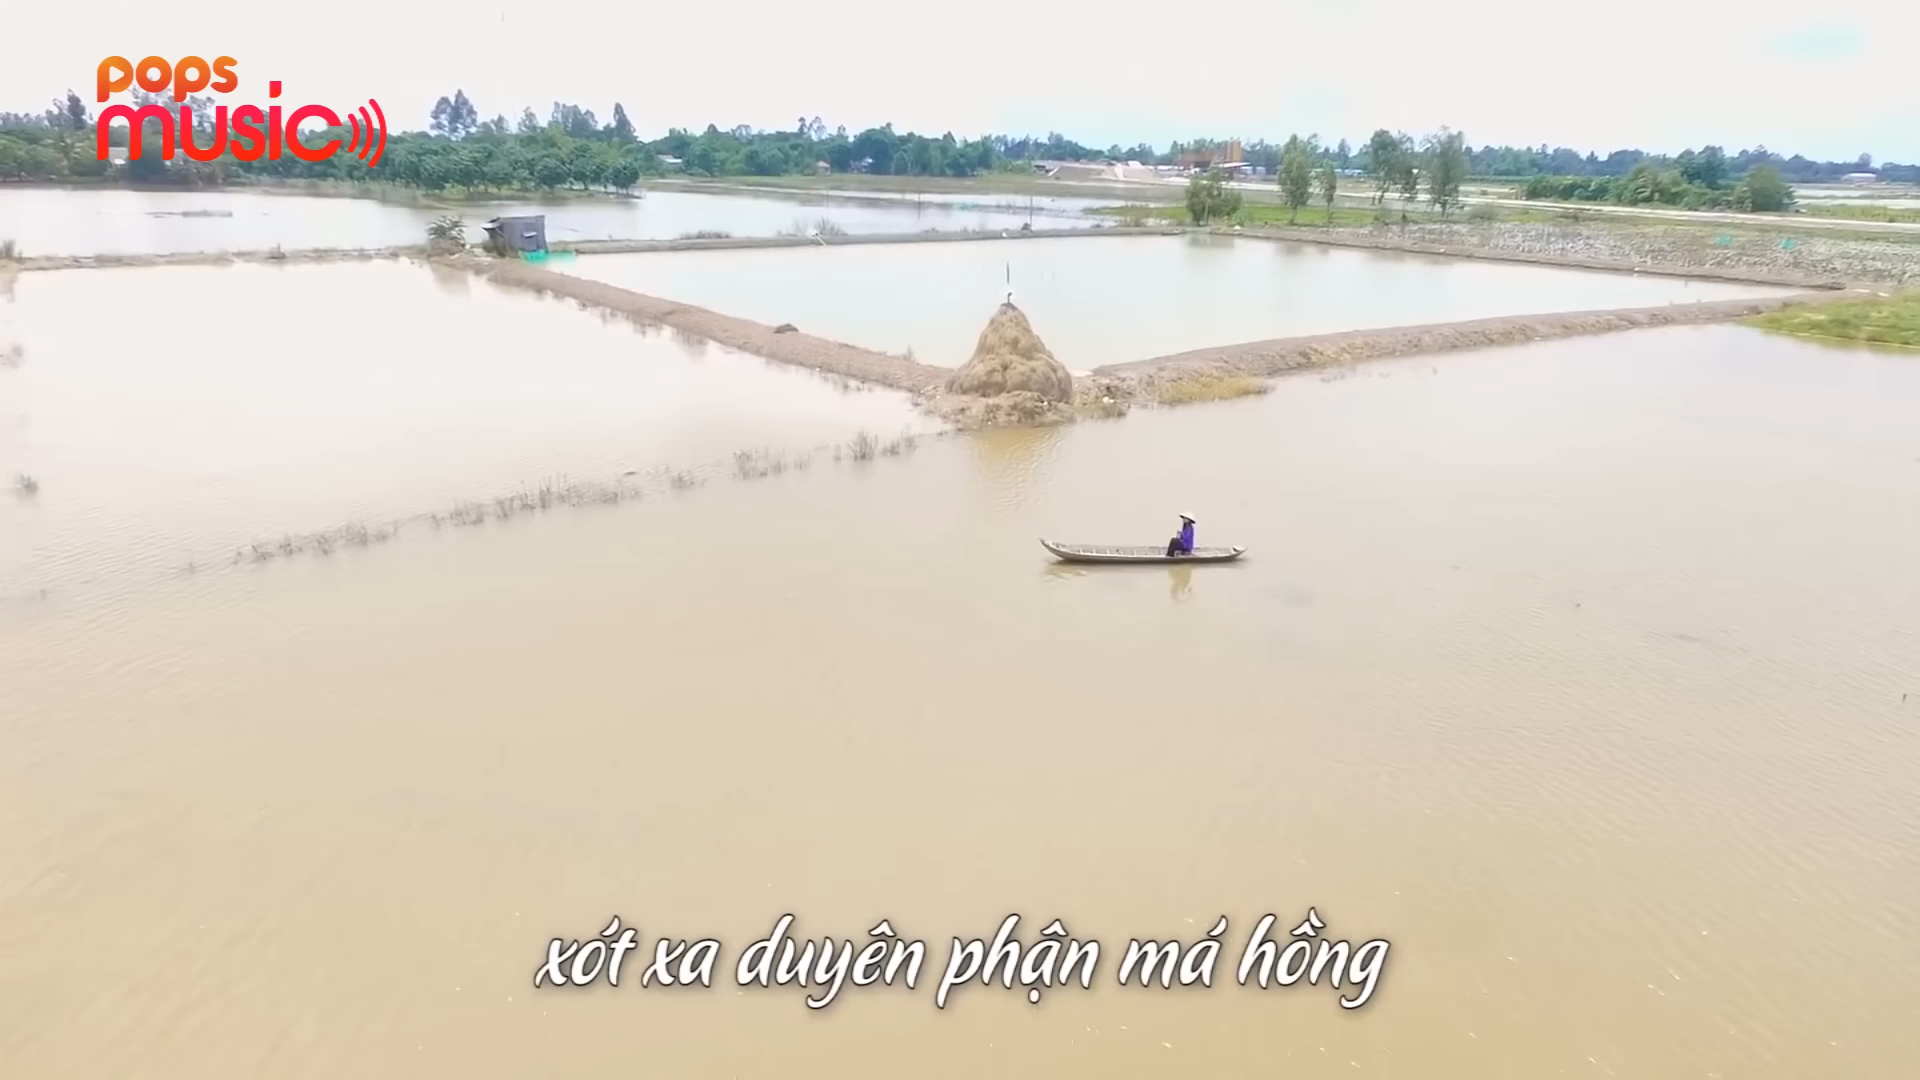 pops
music
xót xa duyên phận má hồng